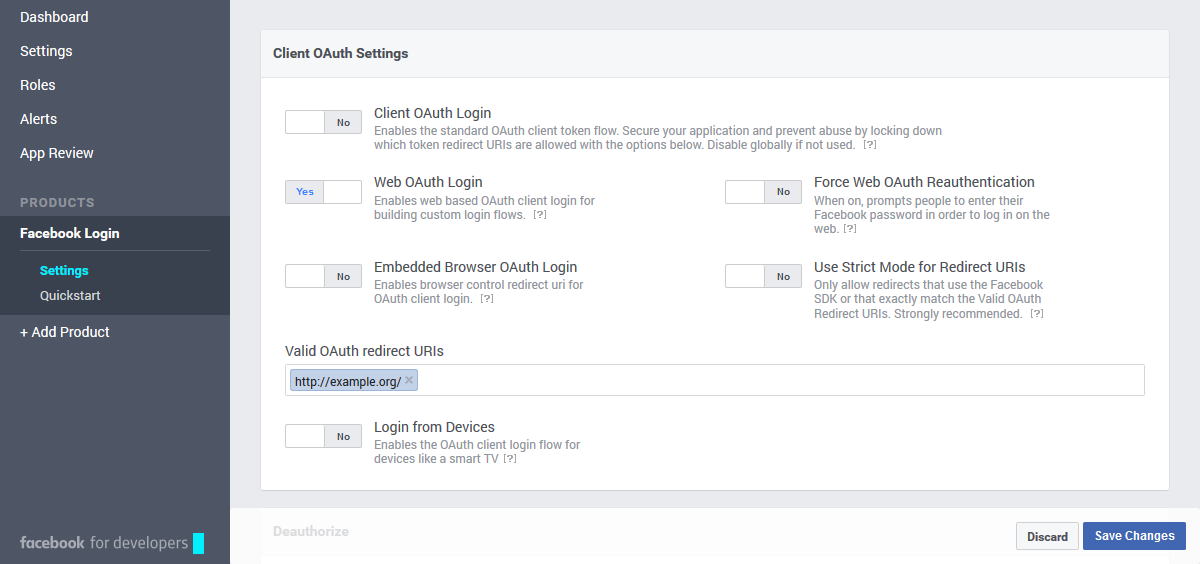 Dashboard
Settings
Roles
Alerts
App Review
PRODUCTS
Facebook Login
Settings
Quickstart
+ Add Product
facebook for developers
Client OAuth Settings
No
Client OAuth Login
Enables the standard OAuth client token flow. Secure your application and prevent abuse by locking down
which token redirect URIs are allowed with the options below. Disable globally if not used. [?]
Yes
Web OAuth Login
Enables web based OAuth client login for
building custom login flows. [?]
No
Force Web OAuth Reauthentication
When on, prompts people to enter their
Facebook password in order to log in on the
web. [?]
No
Embedded Browser OAuth Login
Enables browser control redirect uri for
OAuth client login. [?]
No
Use Strict Mode for Redirect URIs
Only allow redirects that use the Facebook
SDK or that exactly match the Valid OAuth
Redirect URIs. Strongly recommended. [?]
Valid OAuth redirect URIs
http://example.org/ ×
No
Login from Devices
Enables the OAuth client login flow for
devices like a smart TV [?]
Deauthorize
Discard
Save Changes